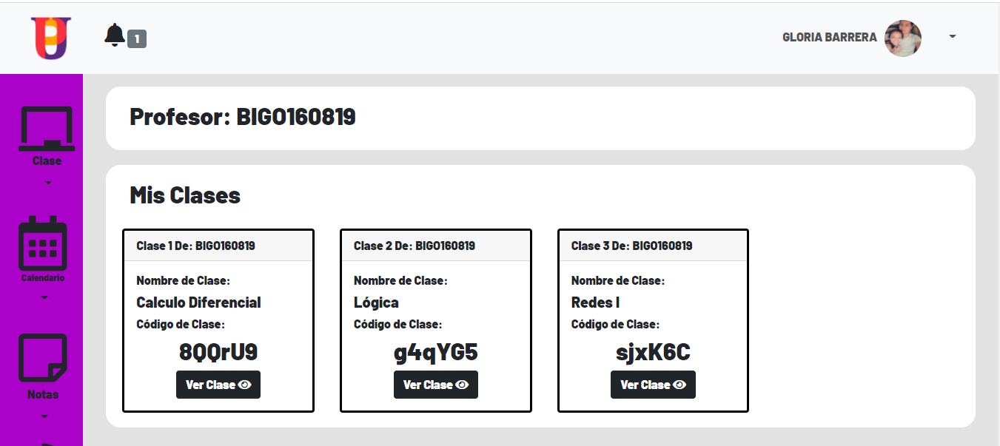 1
GLORIA BARRERA
Profesor: BIGO160819
Clase
Calendario
Notas
Mis Clases
Clase 1 De: BIGO160819
Nombre de Clase:
Calculo Diferencial
Código de Clase:
8QQrU9
Ver Clase
Clase 2 De: BIGO160819
Nombre de Clase:
Lógica
Código de Clase:
g4qYG5
Ver Clase
Clase 3 De: BIGO160819
Nombre de Clase:
Redes I
Código de Clase:
sjxK6C
Ver Clase